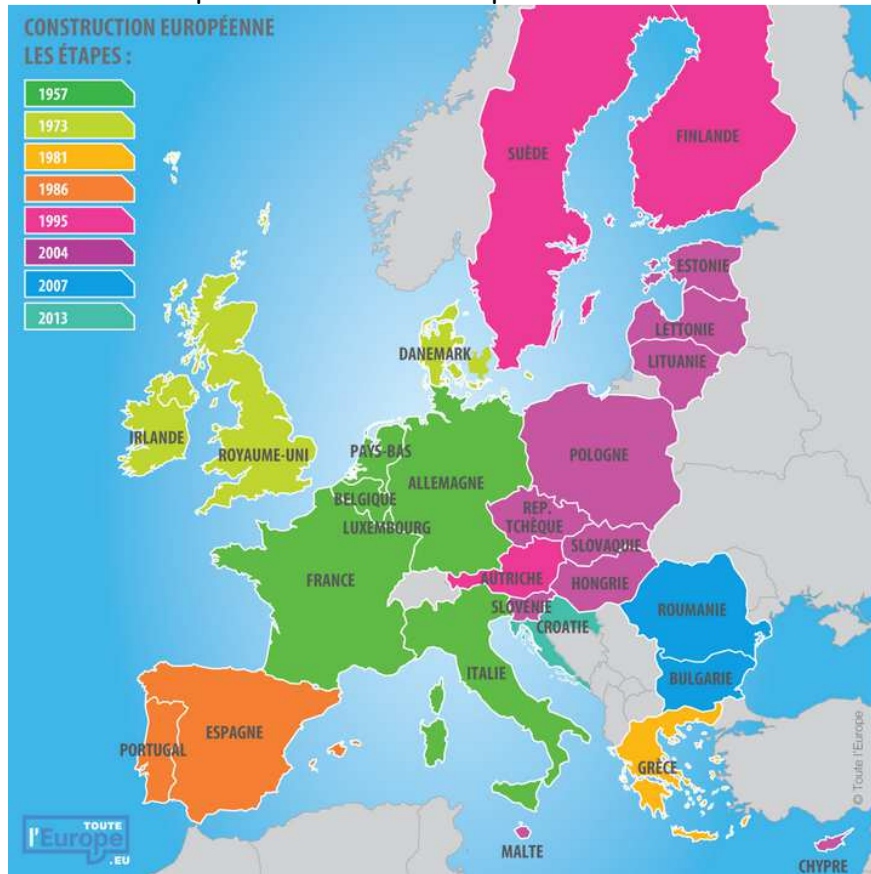 CONSTRUCTION EUROPÉENNE
LES ÉTAPES :
1957
1973
1981
1986
1995
2004
2007
2013
SUÈDE
FINLANDE
ESTONIE
LETTONIE
LITUANIE
DANEMARK
IRLANDE
ROYAUME-UNI
PAYS-BAS
BELGIQUE
LUXEMBOURG
ALLEMAGNE
POLOGNE
REP.
TCHÈQUE
SLOVAQUIE
FRANCE
AUTRICHE
HONGRIE
SLOVÉNIE
CROATIE
ROUMANIE
ITALIE
BULGARIE
PORTUGAL
ESPAGNE
GRÈCE
MALTE
CHYPRE
© Toute l'Europe
TOUTE
l'Europe
.EU